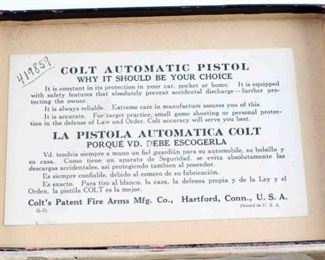 419859
COLT AUTOMATIC PISTOL
WHY IT SHOULD BE YOUR CHOICE
It is constant in its protection in your car, pocket or home. It is equipped
with safety features that absolutely prevent accidental discharge—further pro-
tecting the owner.
It is always reliable. Extreme care in manufacture assures you of this.
It is accurate. For target practice, small game shooting or personal protec-
tion in the defense of Law and Order. Colt accuracy will serve you best.
LA PISTOLA AUTOMATICA COLT
PORQUE VD. DEBE ESCOGERLA
Vd. tendria siempre a mano un fiel guardián para su automobile, su bolsillo y
su casa. Como tiene un aparato de Seguridad, se evita absolutamente las
descargas accidentales, protegiendo, en consecuencia, al dueño.
Es siempre confiable, debido al esmero de su fabricación.
Es exacto. Para tiro al blanco, la caza, la defensa propia y de la Ley y el
Orden, la pistola COLT es la mejor.
Colt's Patent Fire Arms Mfg. Co., Hartford, Conn., U. S. A.
Printed in U. S. A.